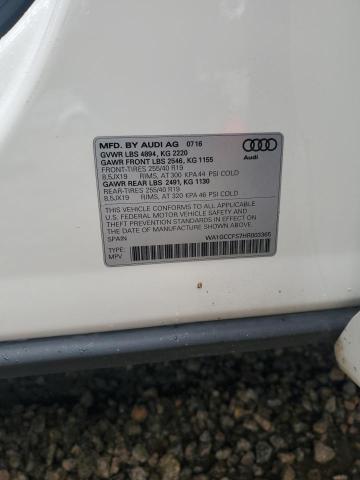 MFD. BY AUDI AG 0716
GVWR LBS 4894, KG 2220
GAWR FRONT LBS 2546, KG 1155
FRONT-TIRES 255/40 R19
8.5JX19 RIMS, AT 300 KPA 44 PSI COLD
GAWR REAR LBS 2491, KG 1130
REAR-TIRES 255/40 R19
8.5JX19 RIMS, AT 320 KPA 46 PSI COLD
Audi
THIS VEHICLE CONFORMS TO ALL APPLICABLE
U.S. FEDERAL MOTOR VEHICLE SAFETY AND
THEFT PREVENTION STANDARDS IN EFFECT ON
THE DATE OF MANUFACTURE SHOWN ABOVE.
SPAIN WA1GCCFS7HR003365
TYPE:
MPV